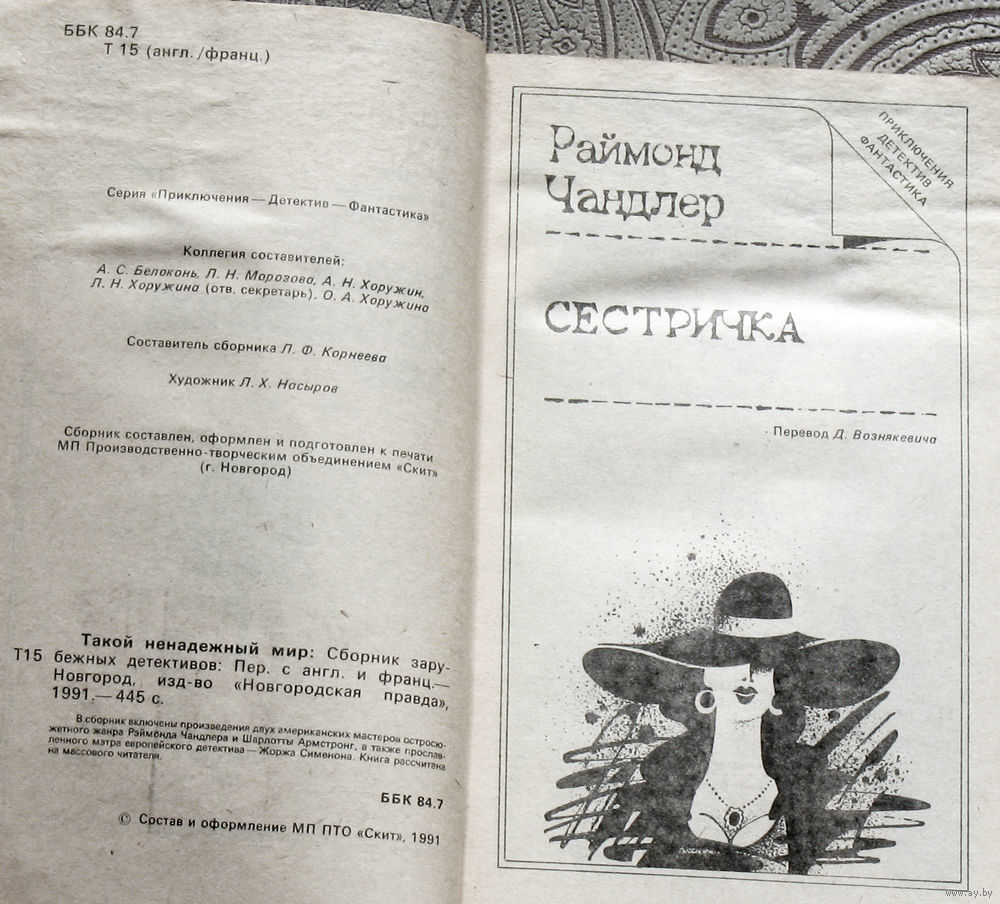 ББК 84.7
Т 15 (англ./франц.)
Серия «Приключения — Детектив — Фантастика»
Коллегия составителей:
А. С. Белоконь, Л. Н. Морозова, А. Н. Хоружин,
Л. Н. Хоружина (отв. секретарь), О. А. Хоружина
Составитель сборника Л. Ф. Корнеева
Художник Л. Х. Насыров
Сборник составлен, оформлен и подготовлен к печати
МП Производственно-творческим объединением «Скит»
(г. Новгород)
Такой ненадежный мир: Сборник зару-
Т15 бежных детективов: Пер. с англ. и франц.—
Новгород, изд-во «Новгородская правда»,
1991.— 445 с.
В сборник включены произведения двух американских мастеров остросю-
жетного жанра Рэймонда Чандлера и Шарлотты Армстронг, а также прослав-
ленного мэтра европейского детектива — Жоржа Сименона. Книга рассчитана
на массового читателя.
ББК 84.7
© Состав и оформление МП ПТО «Скит», 1991
ПРИКЛЮЧЕНИЯ
ДЕТЕКТИВ
ФАНТАСТИКА
Раймонд
Чандлер
СЕСТРИЧКА
Перевод Д. Вознякевича
www.ay.by